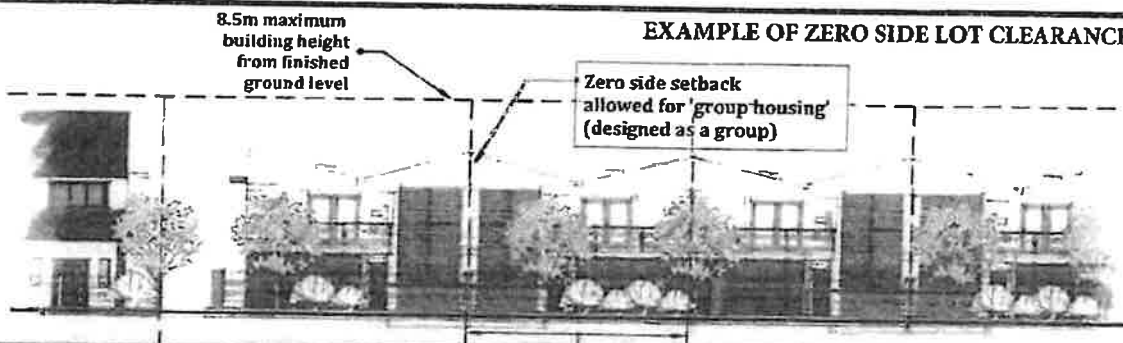 8.5m maximum
building height
from finished
ground level
EXAMPLE OF ZERO SIDE LOT CLEARANCE
Zero side setback
allowed for 'group housing'
(designed as a group)